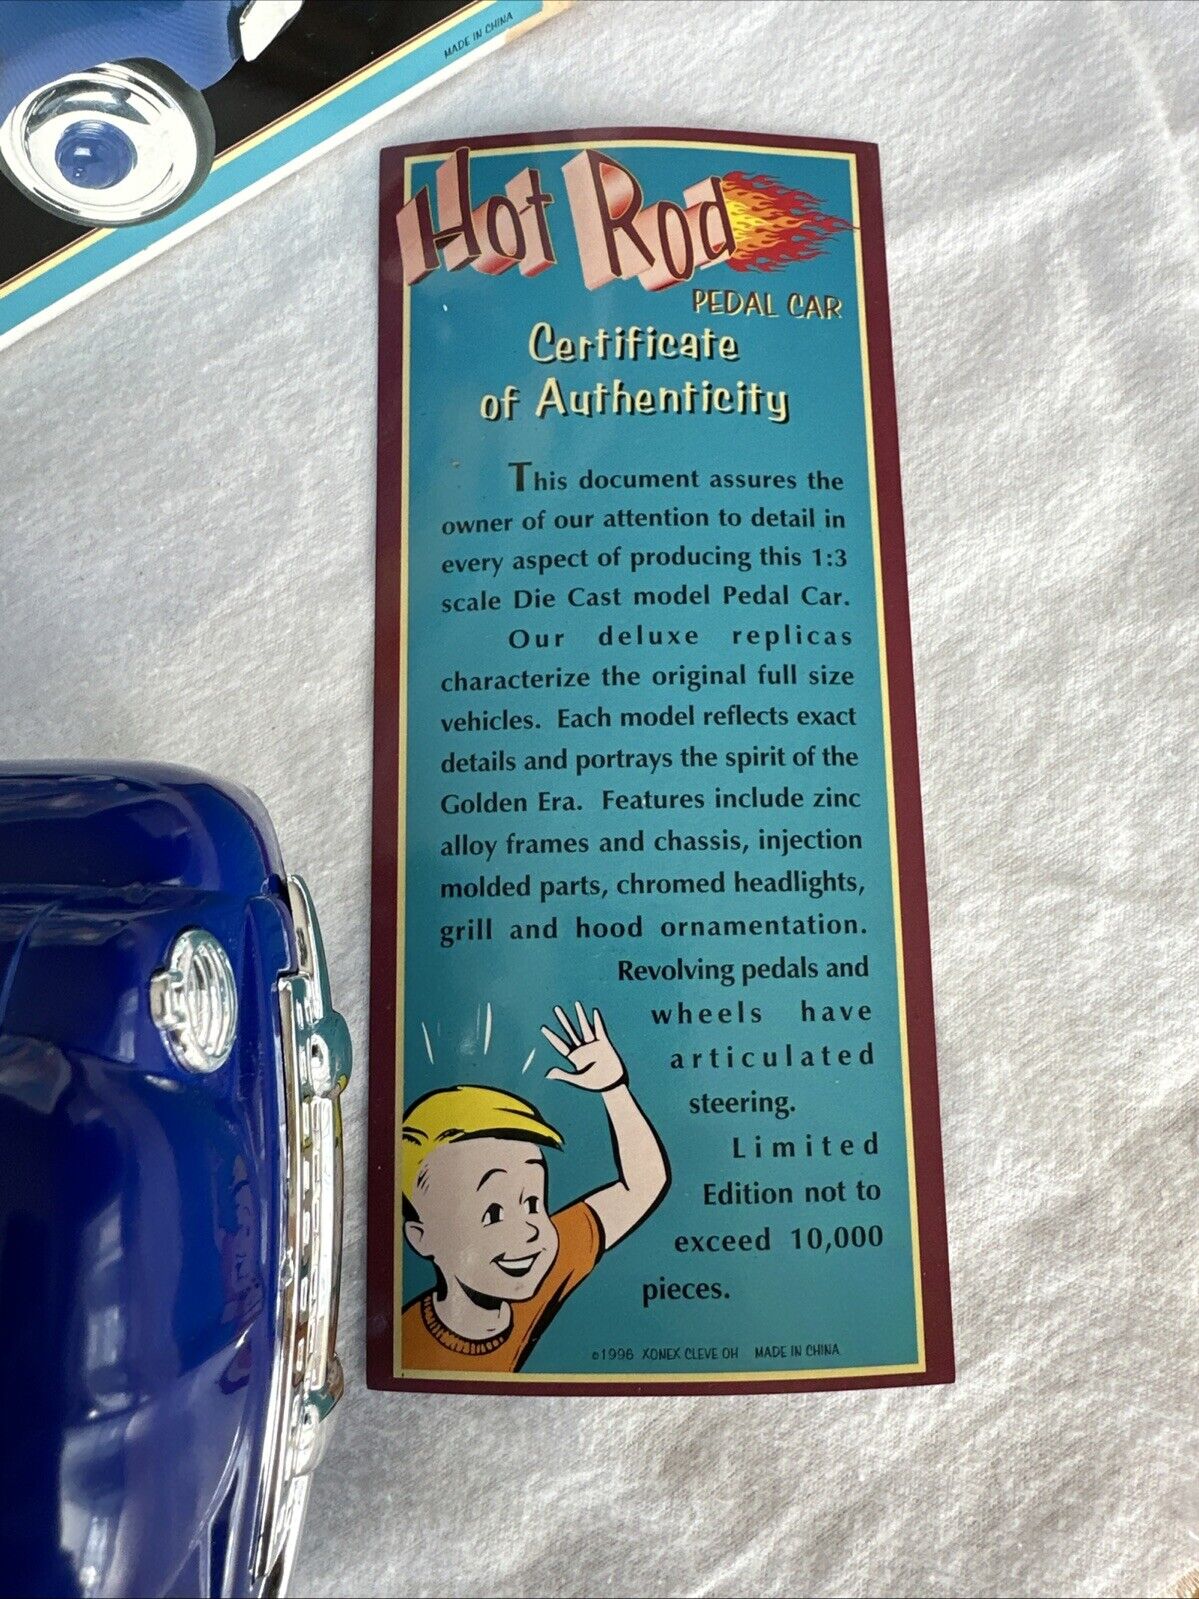 MADE IN CHINA
Hot Rod
PEDAL CAR
Certificate
of Authenticity
This document assures the
owner of our attention to detail in
every aspect of producing this 1:3
scale Die Cast model Pedal Car.
Our deluxe replicas
characterize the original full size
vehicles. Each model reflects exact
details and portrays the spirit of the
Golden Era. Features include zinc
alloy frames and chassis, injection
molded parts, chromed headlights,
grill and hood ornamentation.
Revolving pedals and
wheels have
articulated
steering.
Limited
Edition not to
exceed 10,000
pieces.
©1996 XONEX CLEVE OH MADE IN CHINA